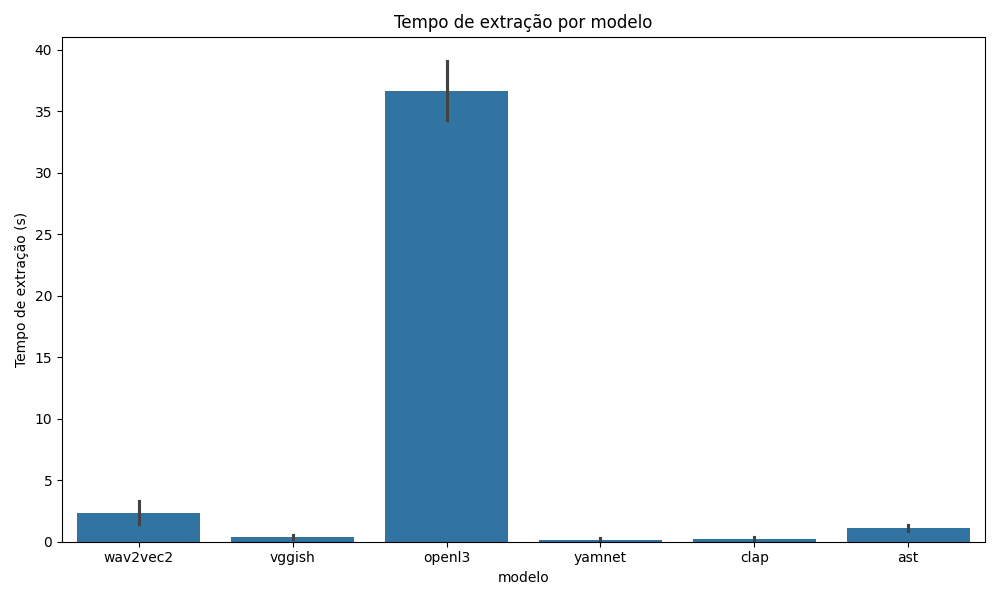 Tempo de extração por modelo
Tempo de extração (s)
40
35
30
25
20
15
10
5
0
wav2vec2
vggish
openl3
yamnet
clap
ast
modelo